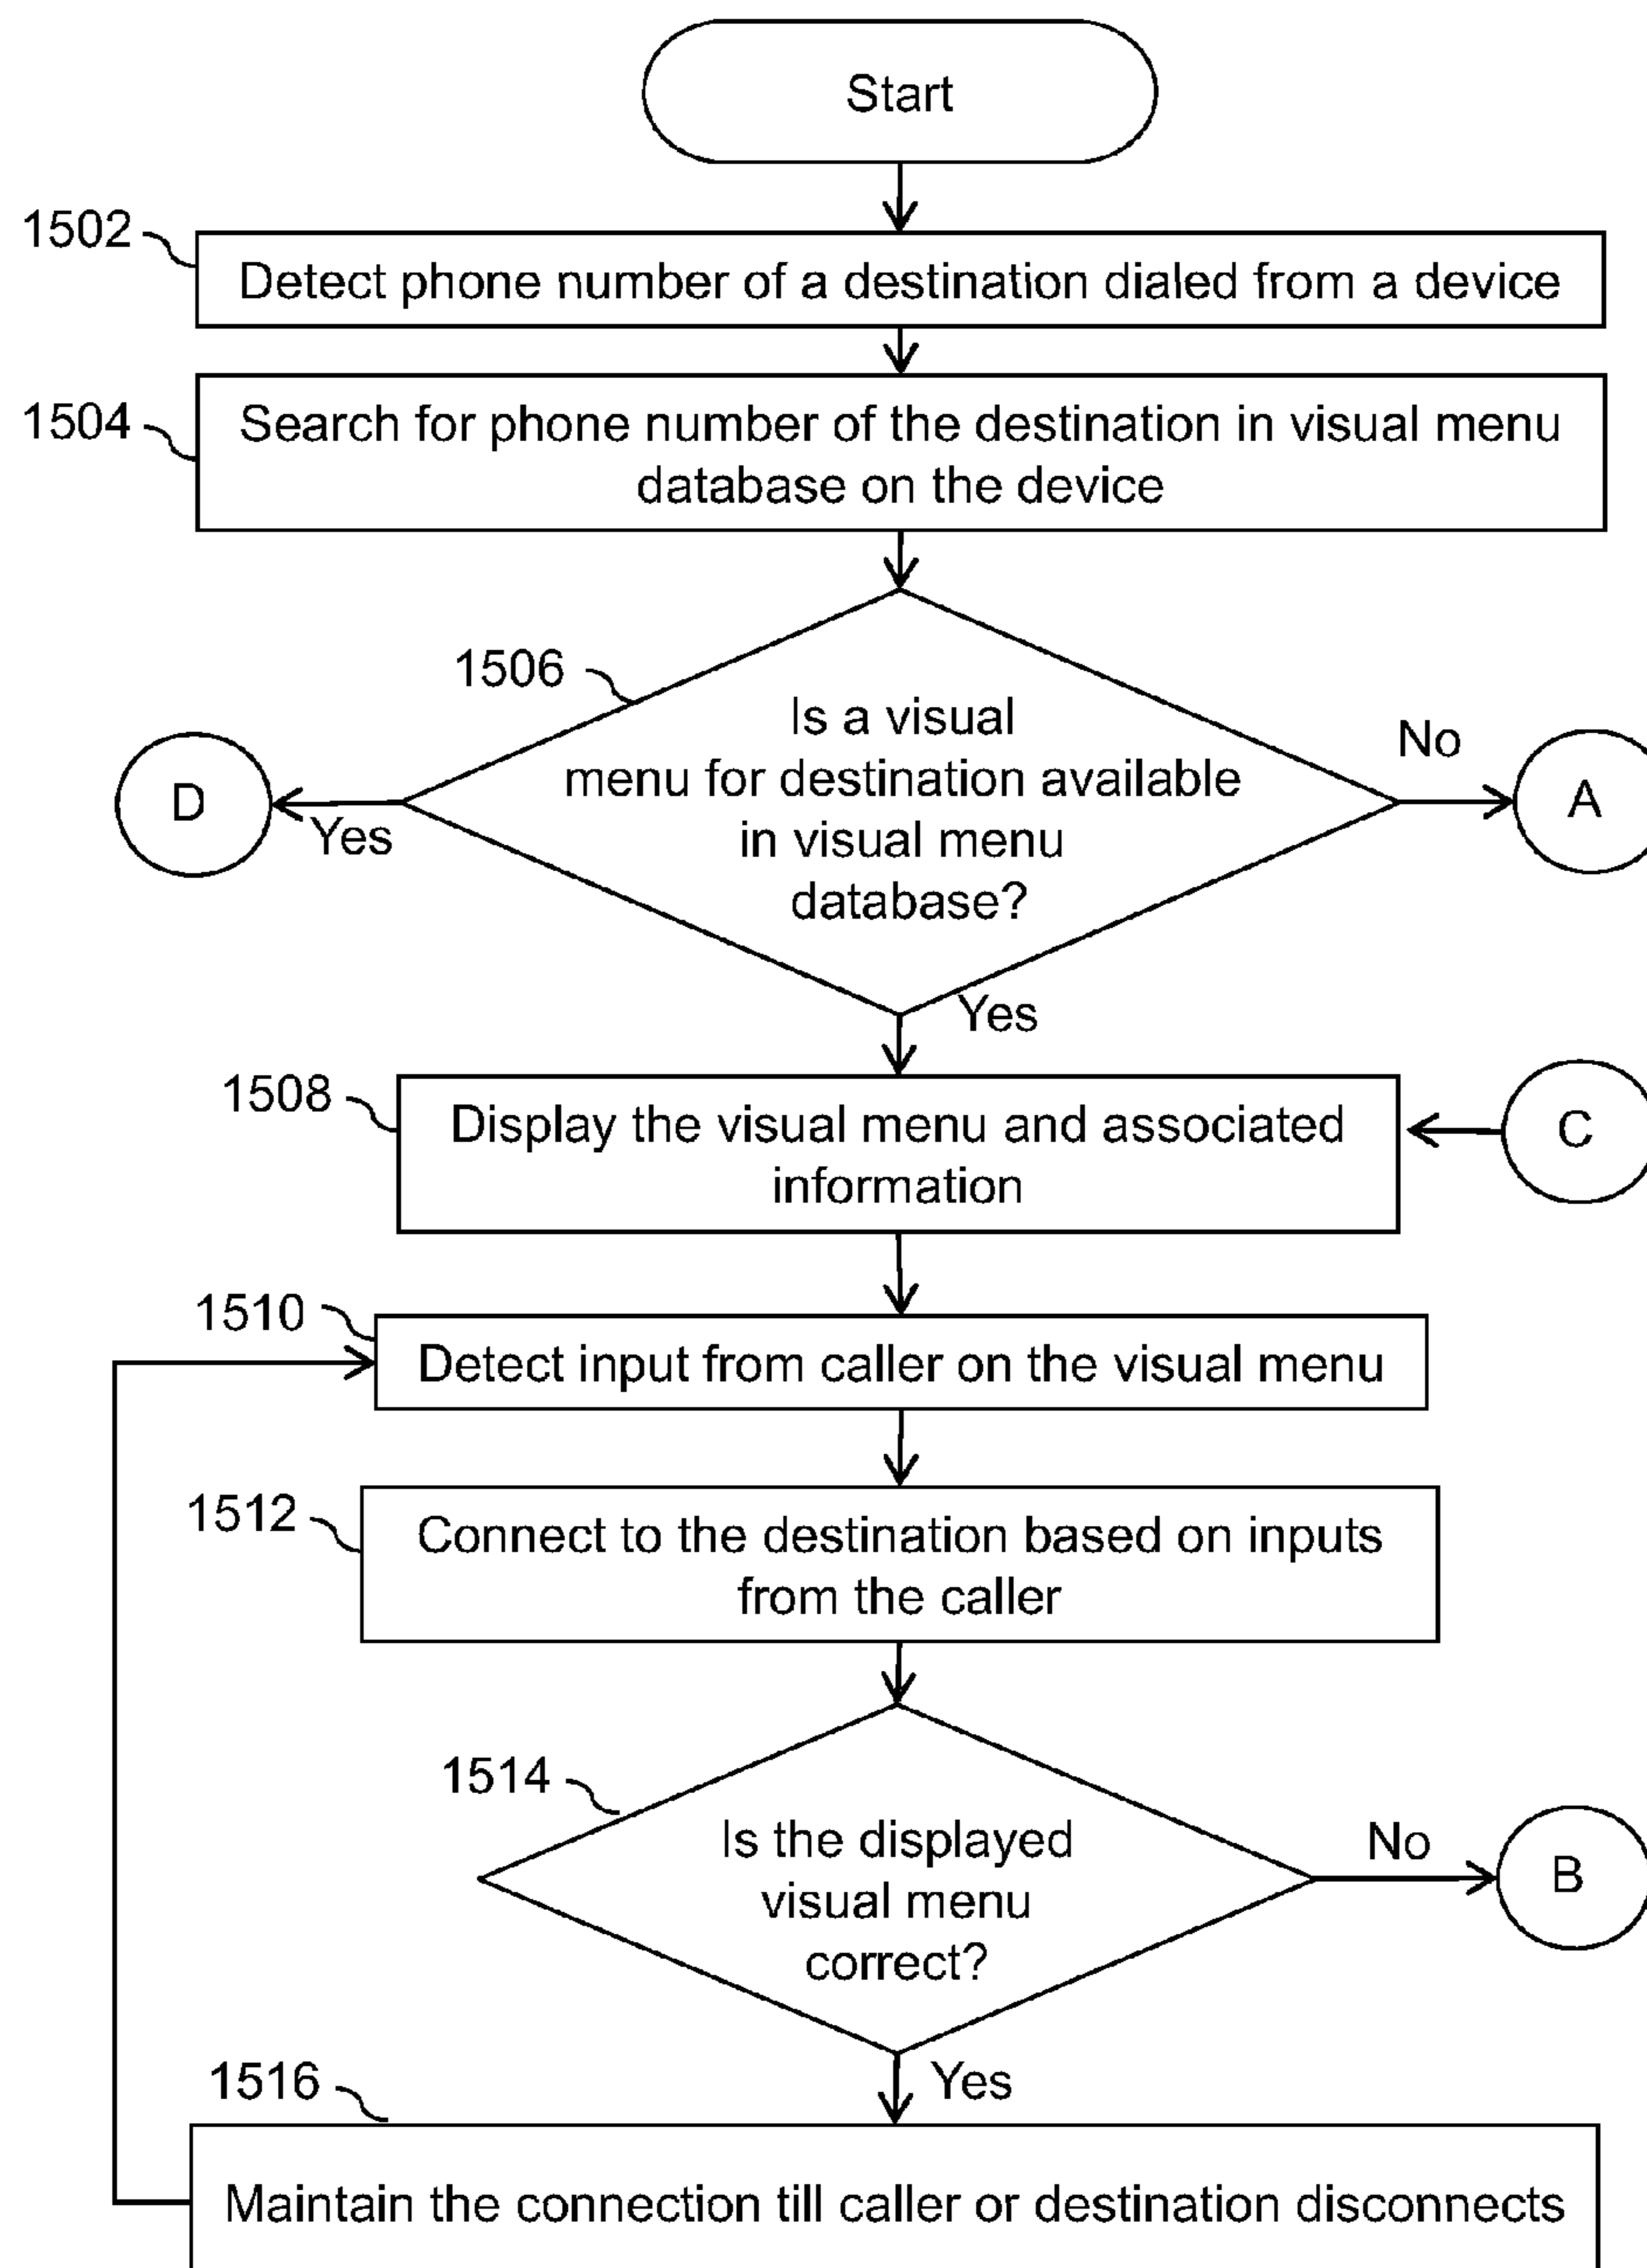 Start
1502
Detect phone number of a destination dialed from a device
1504
Search for phone number of the destination in visual menu
database on the device
1506
Is a visual
menu for destination available
in visual menu
database?
No
A
D
Yes
Yes
1508
Display the visual menu and associated
information
C
1510
Detect input from caller on the visual menu
1512
Connect to the destination based on inputs
from the caller
1514
Is the displayed
visual menu
correct?
No
B
Yes
1516
Maintain the connection till caller or destination disconnects